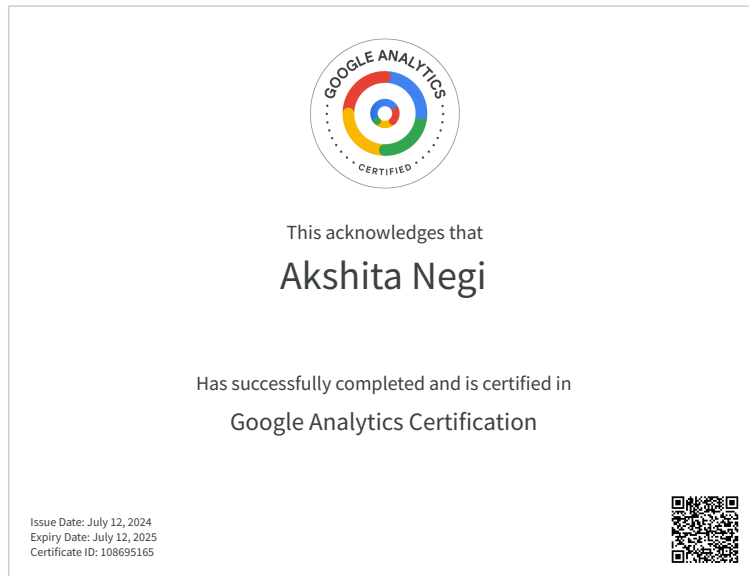 GOOGLE ANALYTICS
CERTIFIED
This acknowledges that
Akshita Negi
Has successfully completed and is certified in
Google Analytics Certification
Issue Date: July 12, 2024
Expiry Date: July 12, 2025
Certificate ID: 108695165